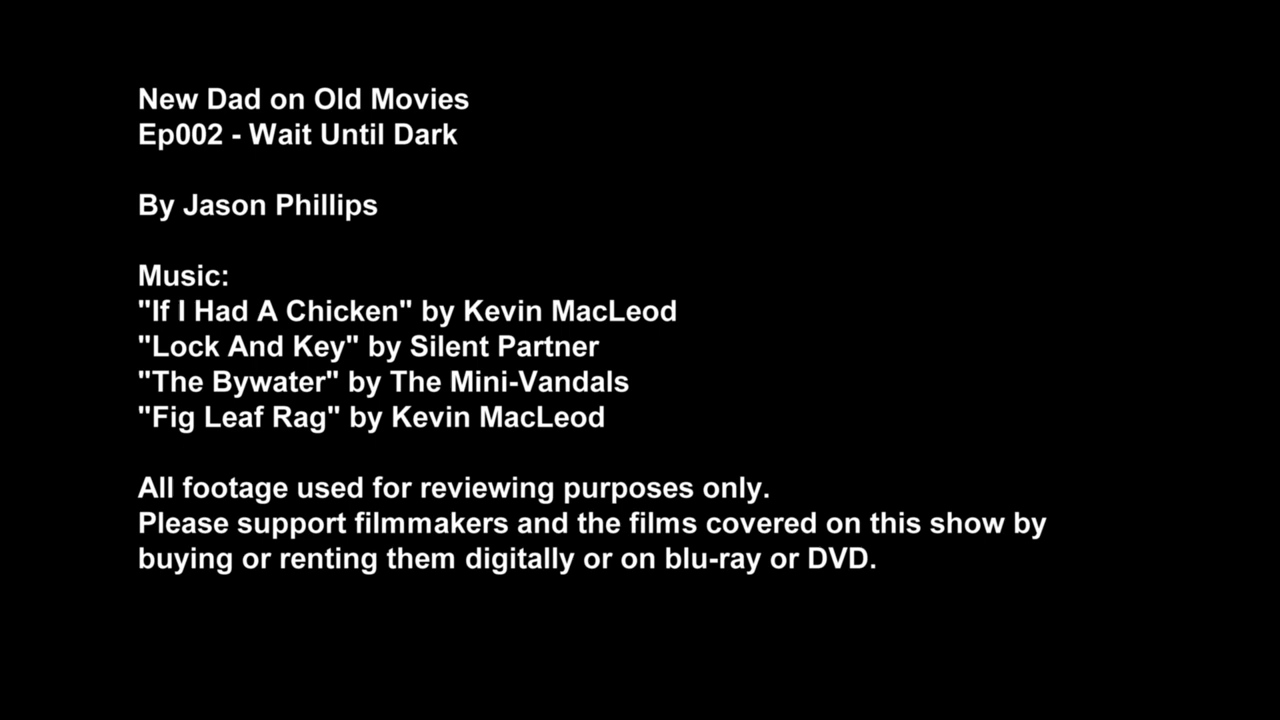 New Dad on Old Movies
Ep002 - Wait Until Dark
By Jason Phillips
Music:
"If I Had A Chicken" by Kevin MacLeod
"Lock And Key" by Silent Partner
"The Bywater" by The Mini-Vandals
"Fig Leaf Rag" by Kevin MacLeod
All footage used for reviewing purposes only.
Please support filmmakers and the films covered on this show by
buying or renting them digitally or on blu-ray or DVD.